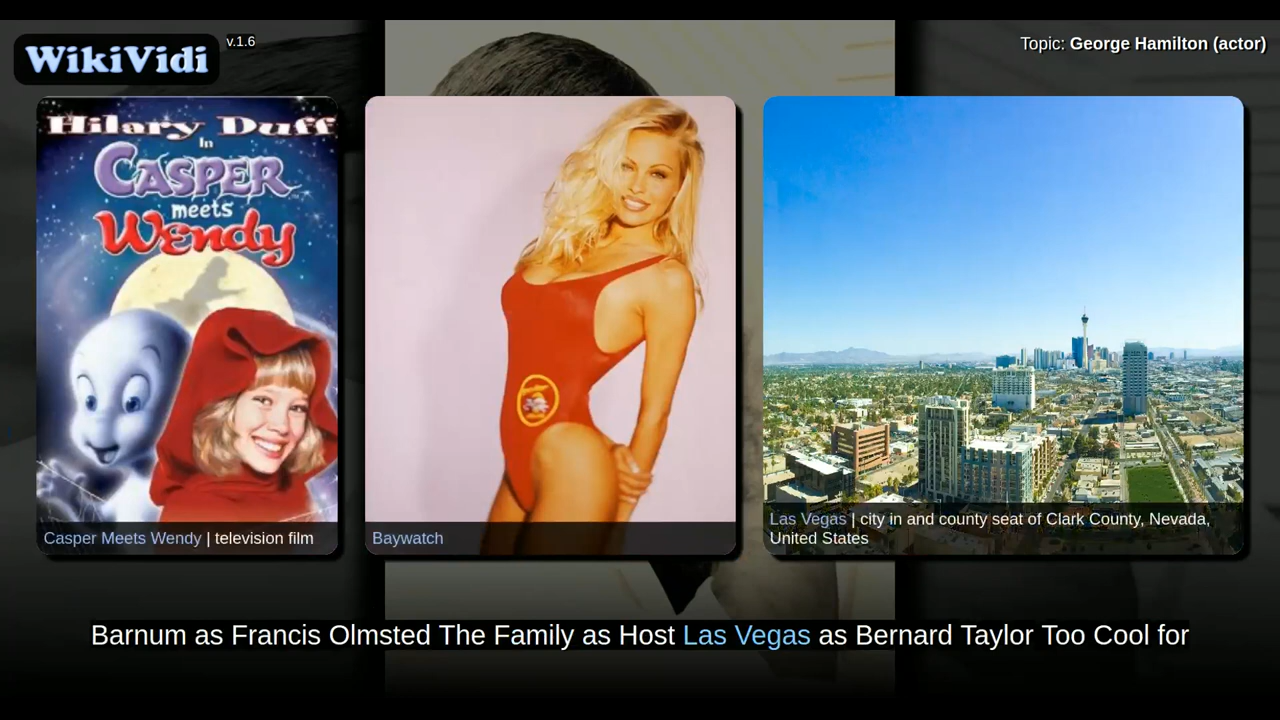 WikiVidi
v.1.6
Topic: George Hamilton (actor)
Hilary Duff
In
CASPER
meets
Wendy
Casper Meets Wendy | television film
Baywatch
Las Vegas | city in and county seat of Clark County, Nevada,
United States
Barnum as Francis Olmsted The Family as Host Las Vegas as Bernard Taylor Too Cool for